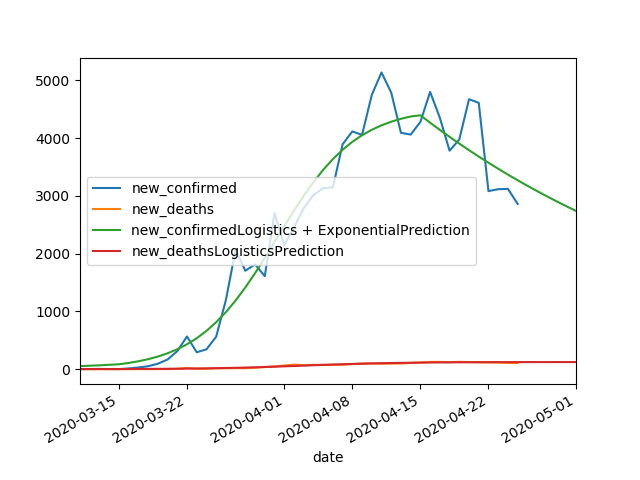 5000
4000
3000
2000
1000
0
new_confirmed
new_deaths
new_confirmedLogistics + ExponentialPrediction
new_deathsLogisticsPrediction
2020-03-15
2020-03-22
2020-04-01
2020-04-08
2020-04-15
2020-04-22
2020-05-01
date